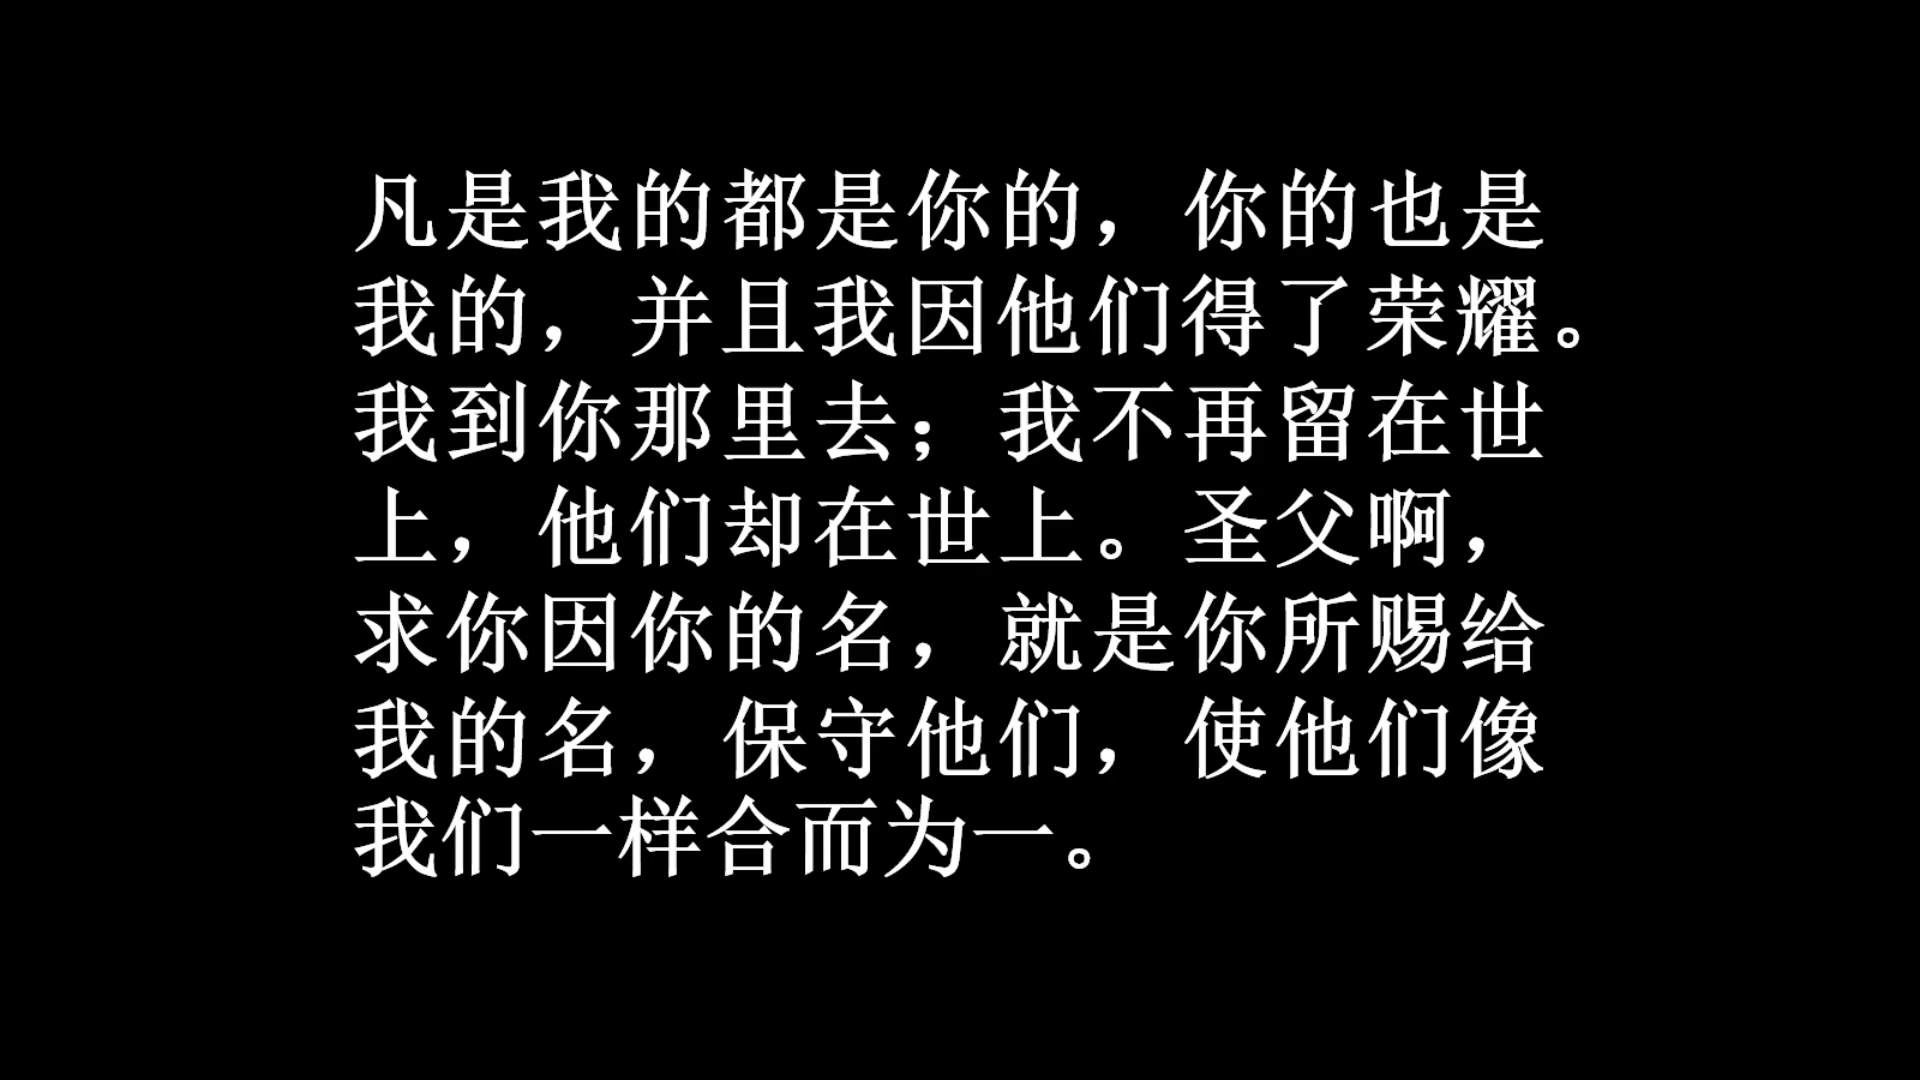 凡是我的都是你的，你的也是
我的，并且我因他们得了荣耀。
我到你那里去；我不再留在世
上，他们却在世上。圣父啊，
求你因你的名，就是你所赐给
我的名，保守他们，使他们像
我们一样合而为一。